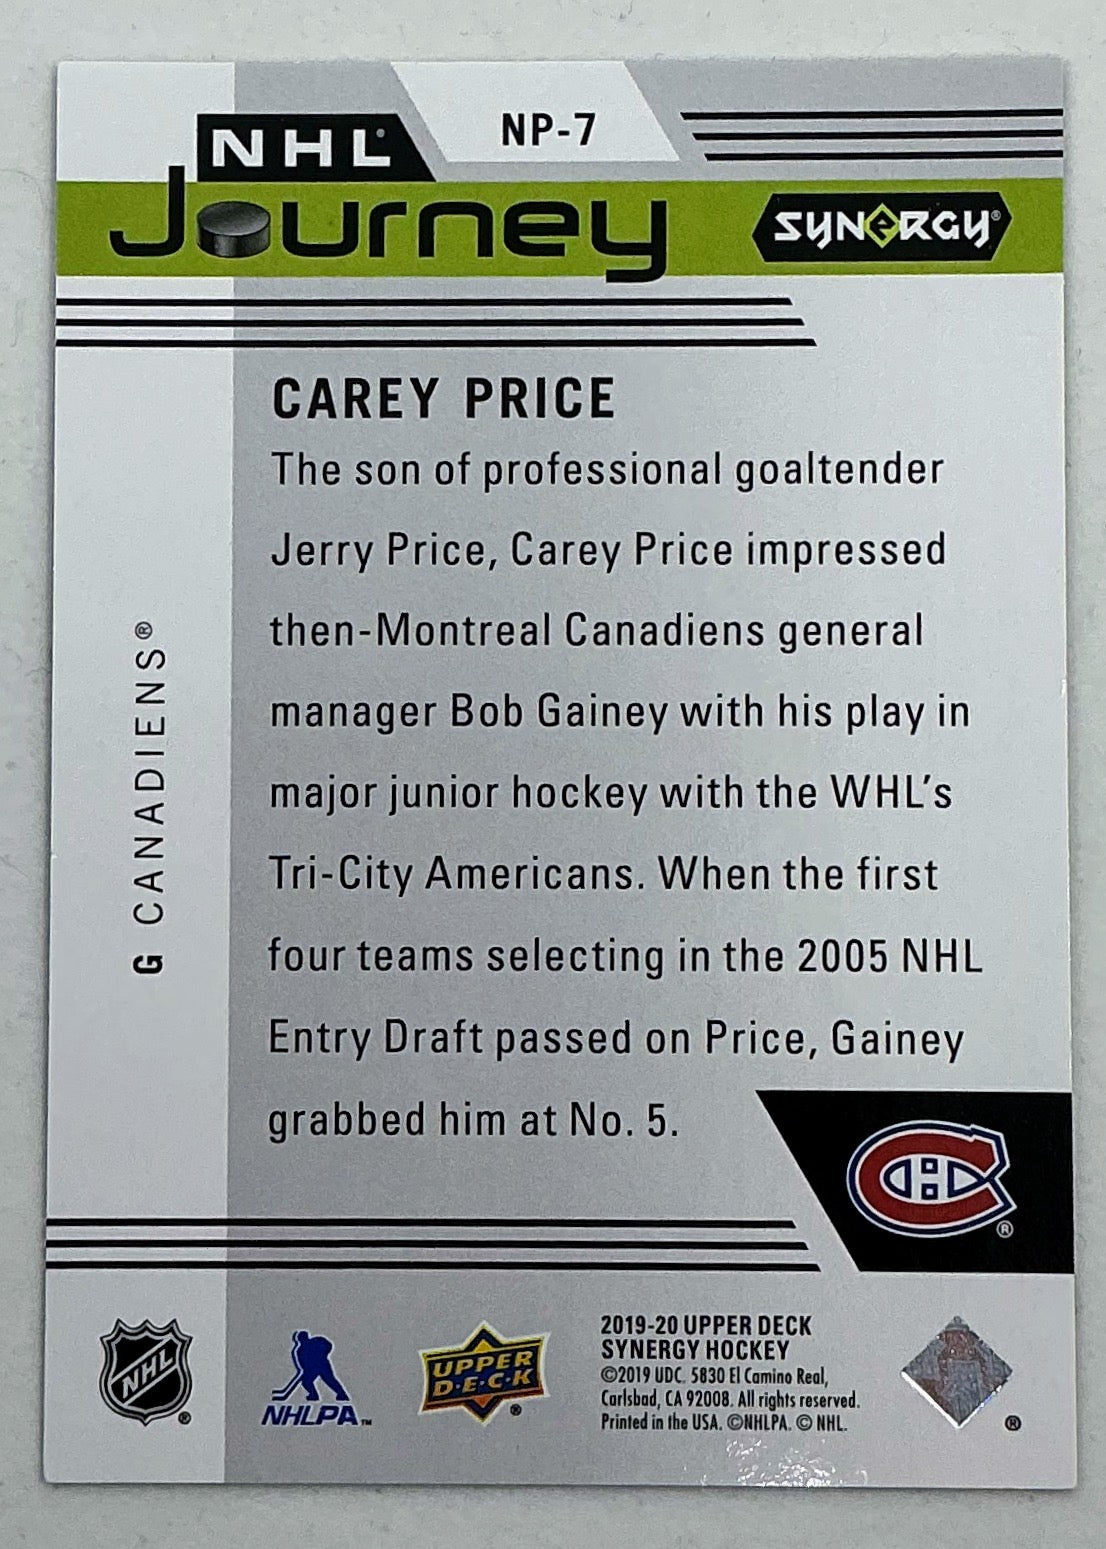 NP-7
NHL
Journey
SYNERGY®
CAREY PRICE
The son of professional goaltender
Jerry Price, Carey Price impressed
then-Montreal Canadiens general
manager Bob Gainey with his play in
major junior hockey with the WHL's
Tri-City Americans. When the first
four teams selecting in the 2005 NHL
Entry Draft passed on Price, Gainey
grabbed him at No. 5.
G CANADIENS®
CH®
NHL®
NHLPA™
UPPER
D·E·C·K®
2019-20 UPPER DECK
SYNERGY HOCKEY
©2019 UDC. 5830 El Camino Real,
Carlsbad, CA 92008. All rights reserved.
Printed in the USA. ©NHLPA. © NHL.
®